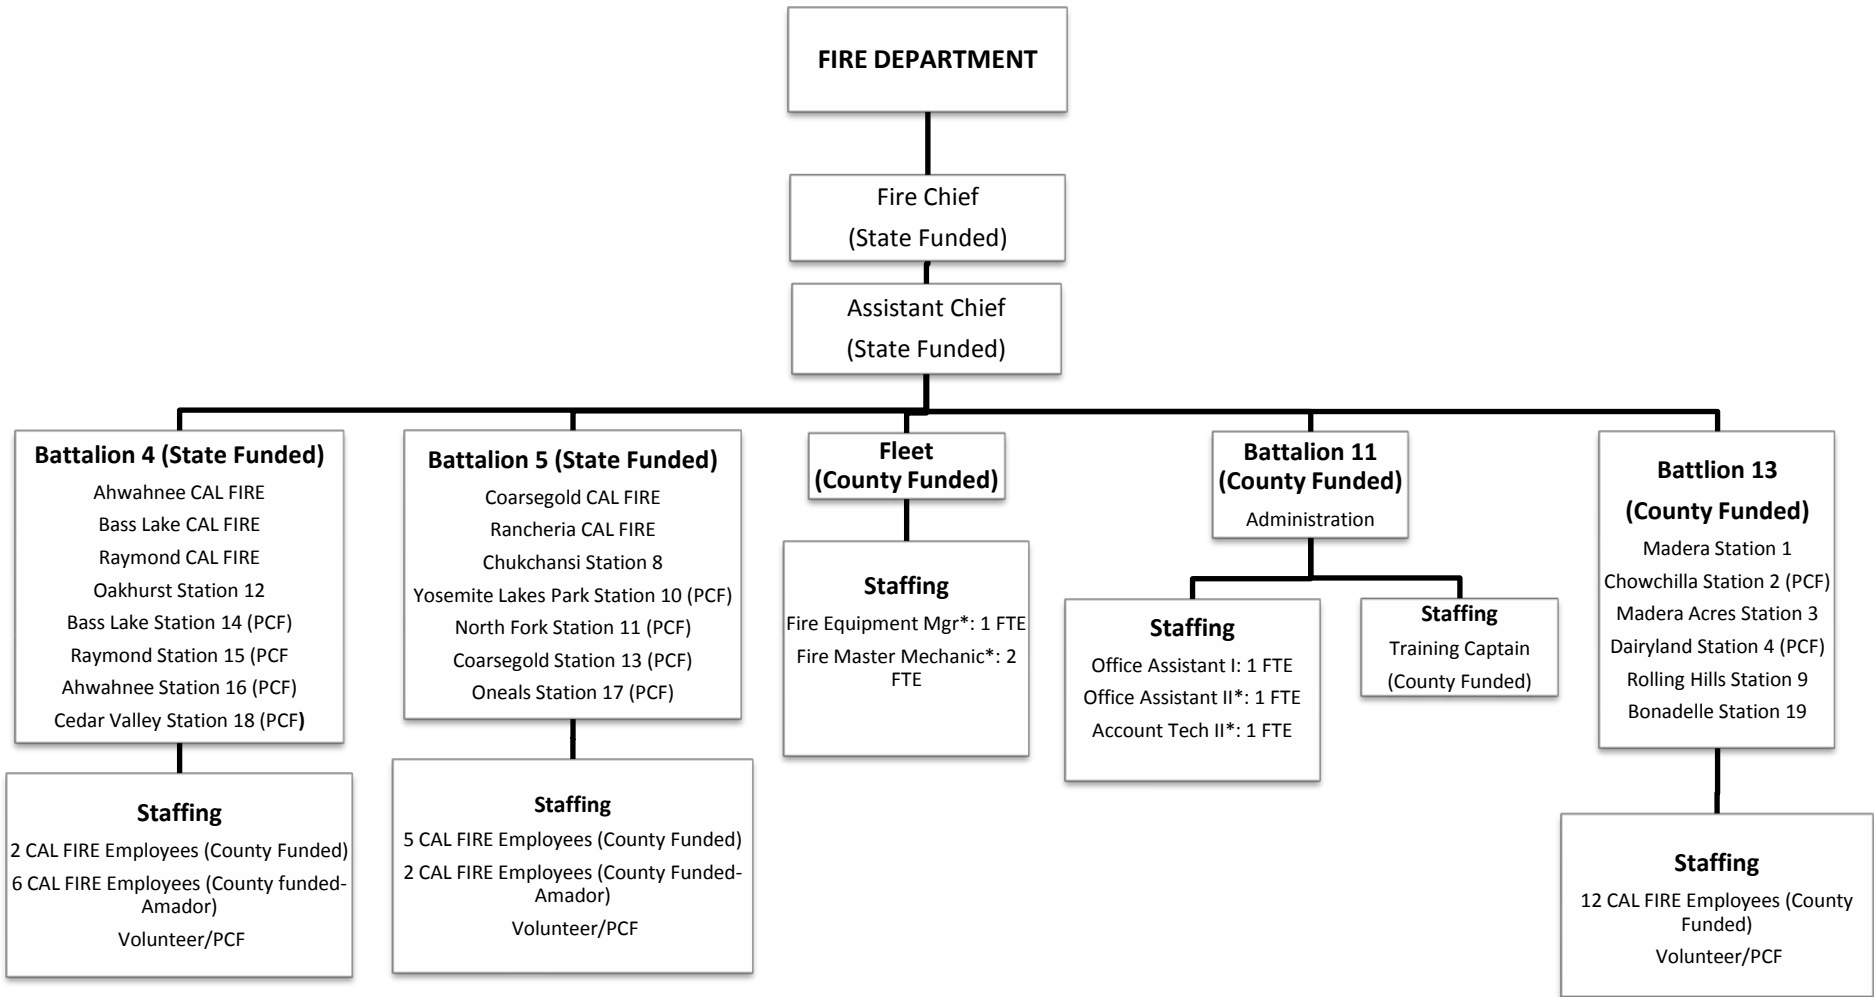 FIRE DEPARTMENT
Fire Chief
(State Funded)
Assistant Chief
(State Funded)
Battalion 4 (State Funded)
Ahwahnee CAL FIRE
Bass Lake CAL FIRE
Raymond CAL FIRE
Oakhurst Station 12
Bass Lake Station 14 (PCF)
Raymond Station 15 (PCF
Ahwahnee Station 16 (PCF)
Cedar Valley Station 18 (PCF)
Staffing
2 CAL FIRE Employees (County Funded)
6 CAL FIRE Employees (County funded-
Amador)
Volunteer/PCF
Battalion 5 (State Funded)
Coarsegold CAL FIRE
Rancheria CAL FIRE
Chukchansi Station 8
Yosemite Lakes Park Station 10 (PCF)
North Fork Station 11 (PCF)
Coarsegold Station 13 (PCF)
Oneals Station 17 (PCF)
Staffing
5 CAL FIRE Employees (County Funded)
2 CAL FIRE Employees (County Funded-
Amador)
Volunteer/PCF
Fleet
(County Funded)
Staffing
Fire Equipment Mgr*: 1 FTE
Fire Master Mechanic*: 2
FTE
Battalion 11
(County Funded)
Administration
Staffing
Office Assistant I: 1 FTE
Office Assistant II*: 1 FTE
Account Tech II*: 1 FTE
Staffing
Training Captain
(County Funded)
Battlion 13
(County Funded)
Madera Station 1
Chowchilla Station 2 (PCF)
Madera Acres Station 3
Dairyland Station 4 (PCF)
Rolling Hills Station 9
Bonadelle Station 19
Staffing
12 CAL FIRE Employees (County
Funded)
Volunteer/PCF